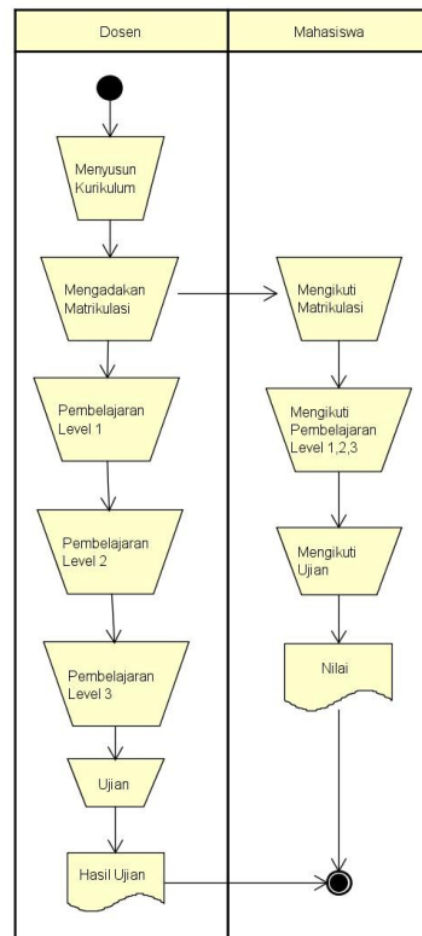 Dosen
Mahasiswa
Menyusun
Kurikulum
Mengadakan
Matrikulasi
Mengikuti
Matrikulasi
Pembelajaran
Level 1
Mengikuti
Pembelajaran
Level 1,2,3
Pembelajaran
Level 2
Mengikuti
Ujian
Pembelajaran
Level 3
Nilai
Ujian
Hasil Ujian